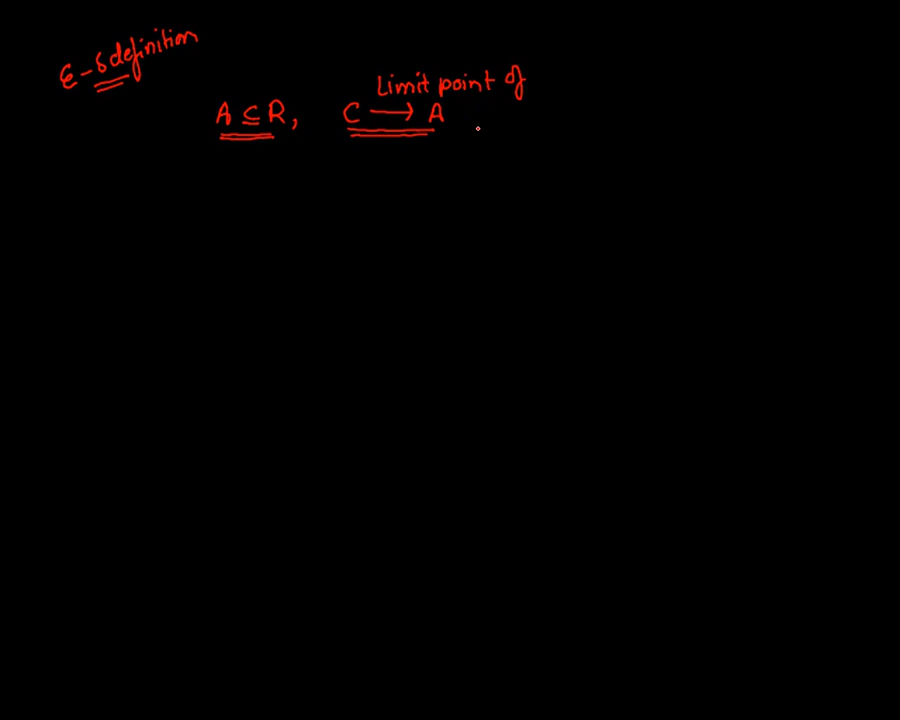 ε-δ definition
Limit point of
A ⊆ R, C → A